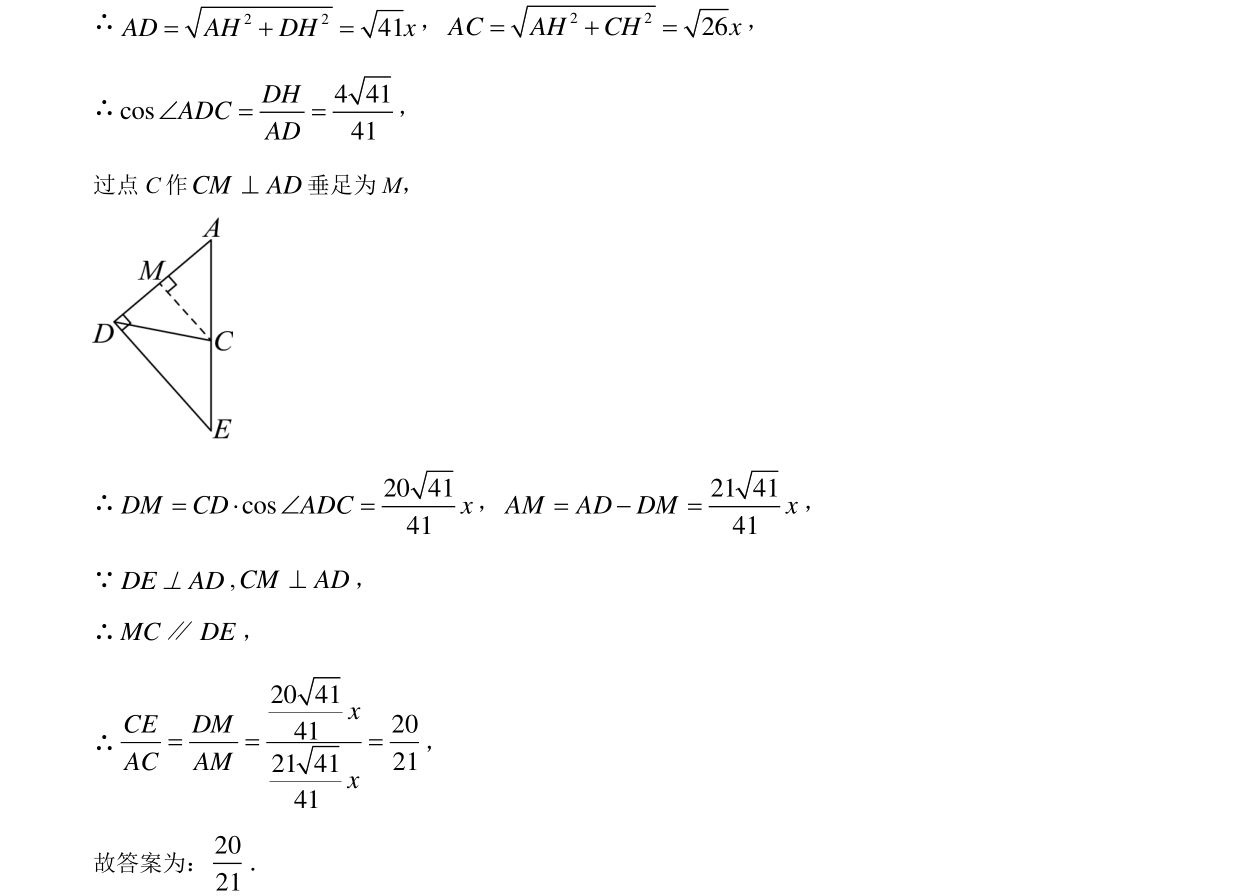 ∴ AD = √(AH² + DH²) = √41x， AC = √(AH² + CH²) = √26x，
∴ cos∠ADC = DH/AD = 4√41/41，
过点 C 作 CM ⊥ AD 垂足为 M，
A
M
D
C
E
∴ DM = CD·cos∠ADC = 20√41/41 x， AM = AD − DM = 21√41/41 x，
∵ DE ⊥ AD , CM ⊥ AD，
∴ MC ∥ DE，
∴ CE/AC = DM/AM = (20√41/41 x)/(21√41/41 x) = 20/21，
故答案为： 20/21．